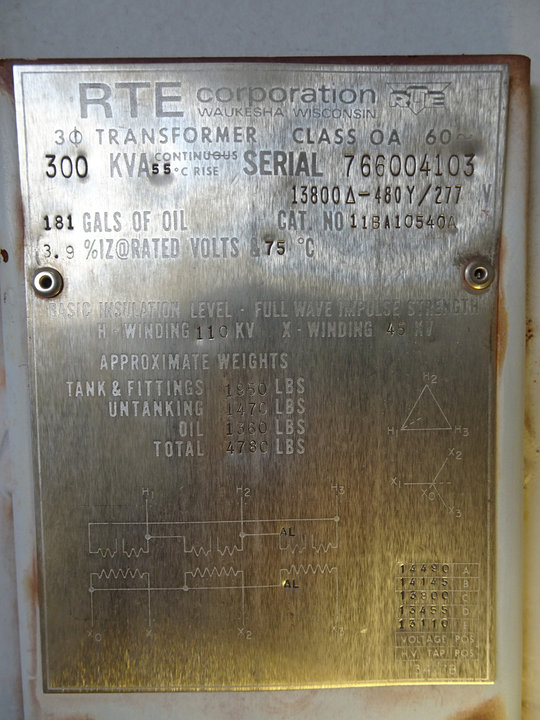 RTE corporation RTE
WAUKESHA WISCONSIN
3Φ TRANSFORMER CLASS OA 60~
300 KVA CONTINUOUS 55°C RISE SERIAL 766004103
13800Δ-480Y/277 V
181 GALS OF OIL CAT. NO 11BA10540A
3.9 %IZ@RATED VOLTS & 75 °C
BASIC INSULATION LEVEL - FULL WAVE IMPULSE STRENGTH
H - WINDING 110 KV X - WINDING 45 KV
APPROXIMATE WEIGHTS
TANK & FITTINGS 1950 LBS
UNTANKING 1470 LBS
OIL 1360 LBS
TOTAL 4780 LBS
H2
H1 H3
X2
X1 X0
X3
H1 H2 H3
AL
AL
X0 X1 X2 X3
14490 A
14145 B
13800 C
13455 D
13110 E
VOLTAGE POS
H.V. TAP POS